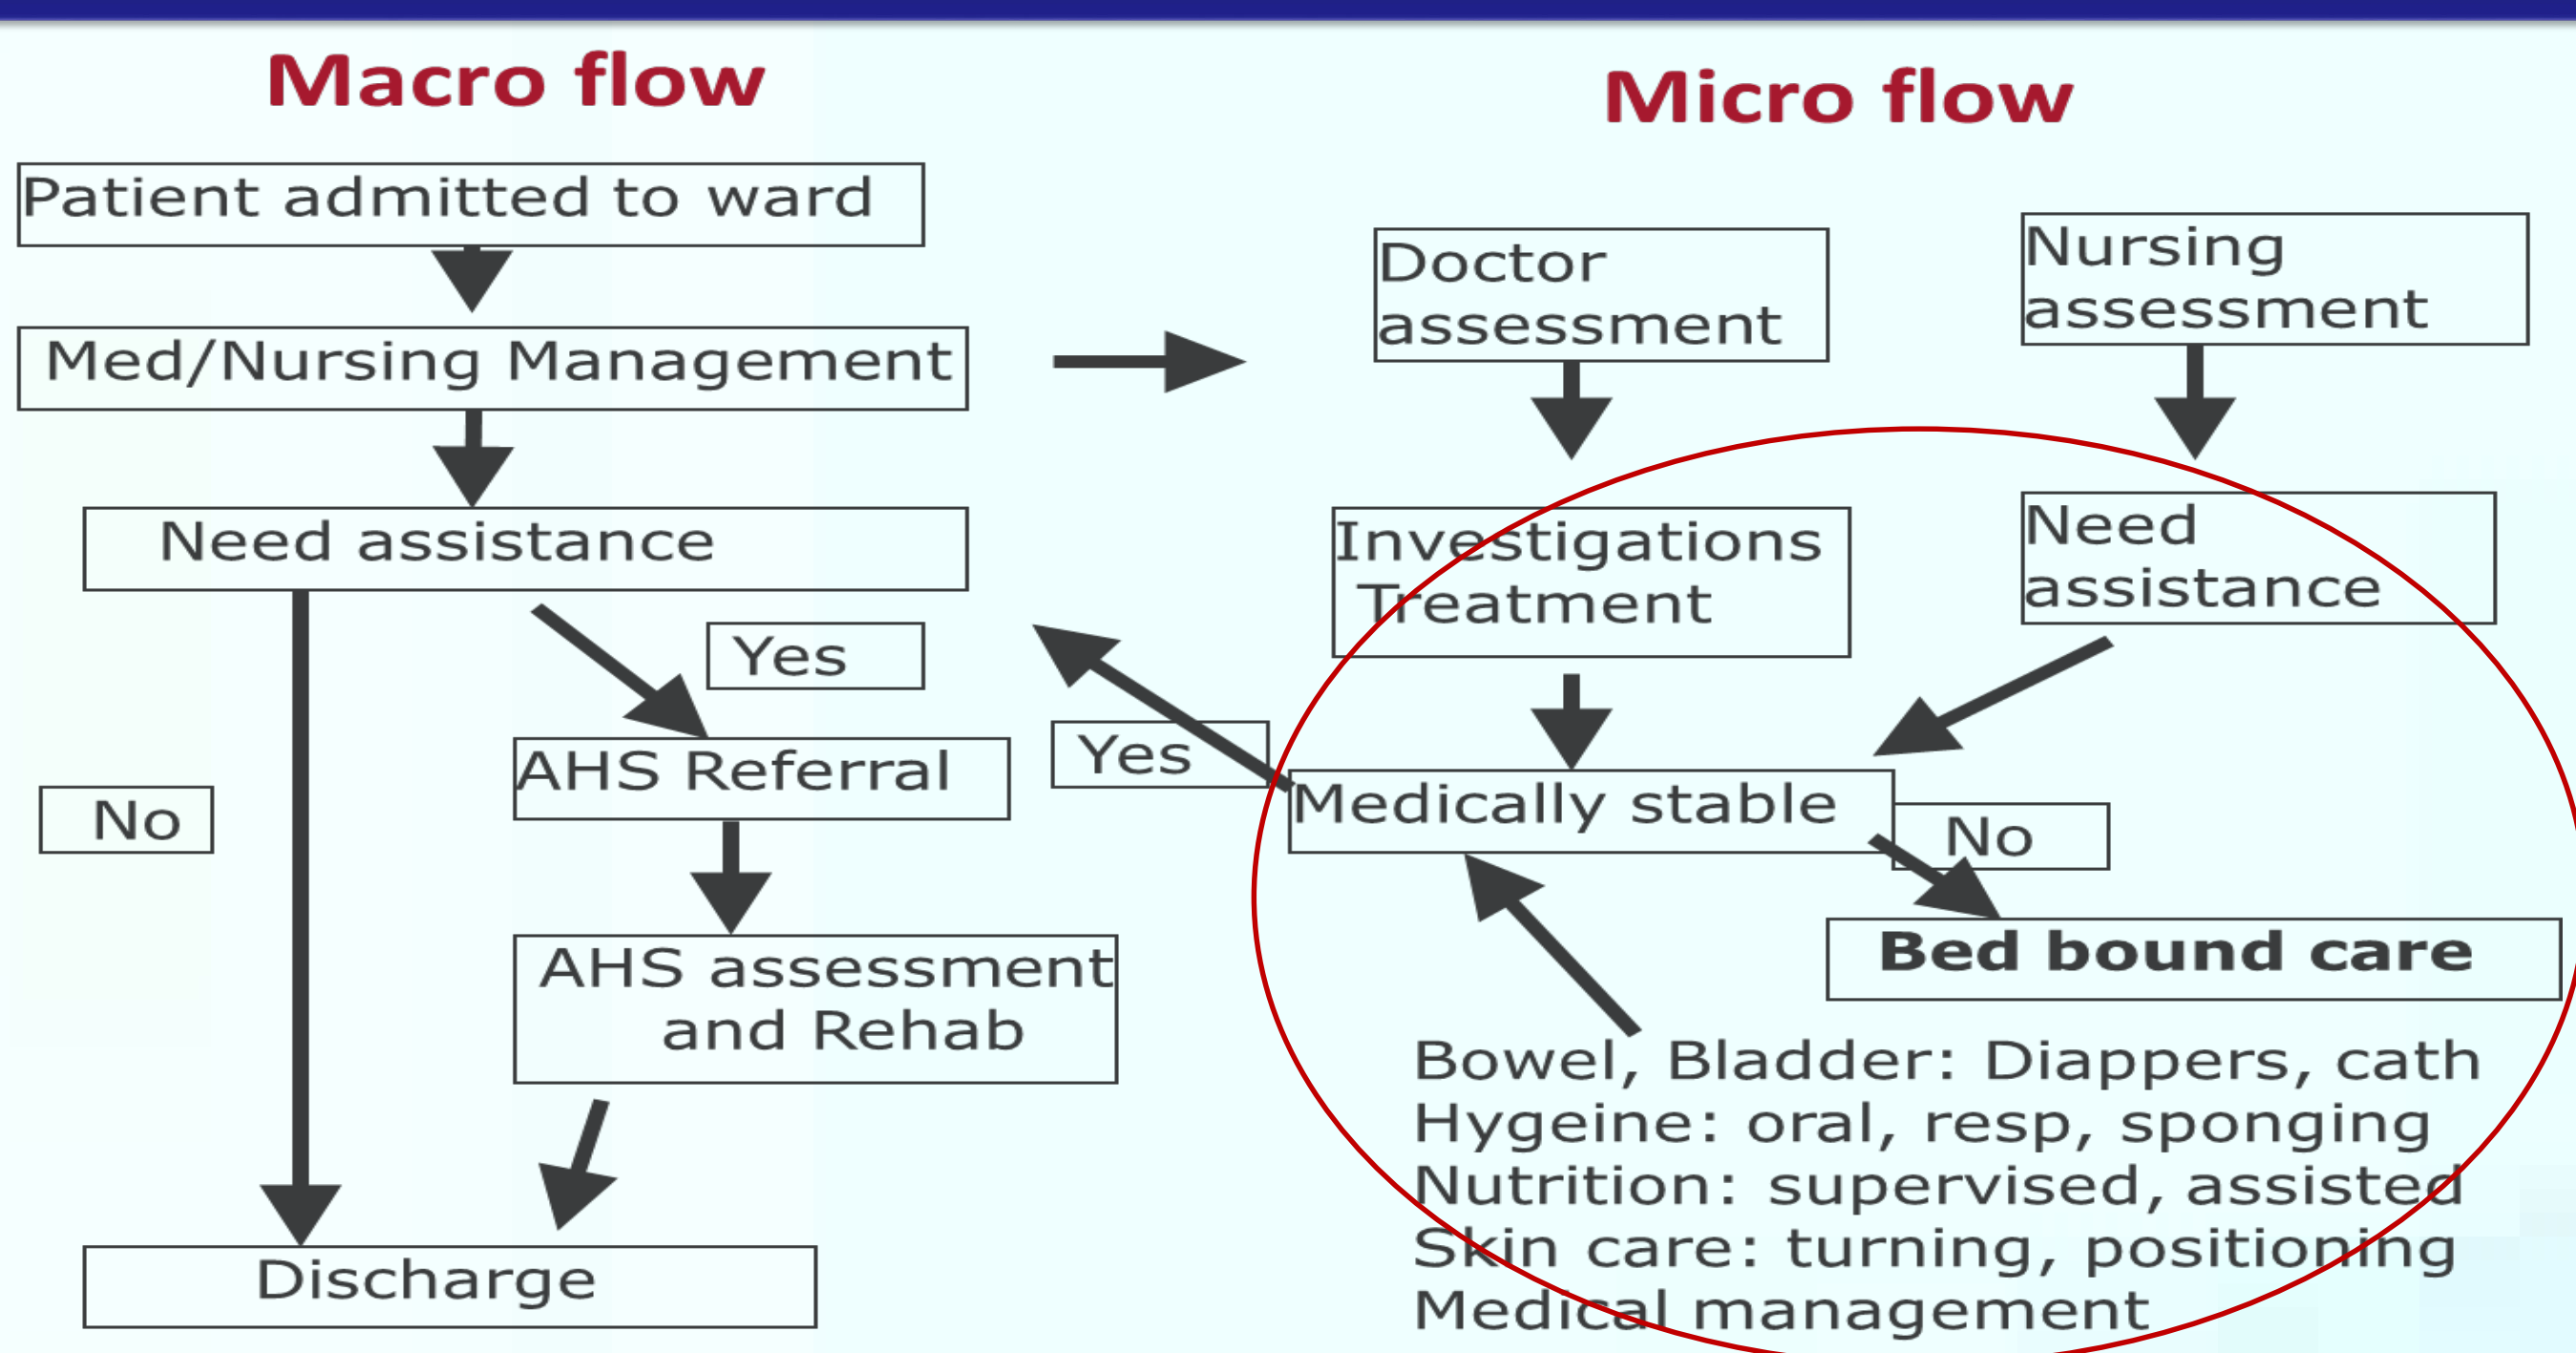 Macro flow
Patient admitted to ward
Med/Nursing Management
Need assistance
Yes
No
AHS Referral
AHS assessment
and Rehab
Discharge
Micro flow
Doctor
assessment
Nursing
assessment
Investigations
Treatment
Need
assistance
Yes
Medically stable
No
Bed bound care
Bowel, Bladder: Diappers, cath
Hygeine: oral, resp, sponging
Nutrition: supervised, assisted
Skin care: turning, positioning
Medical management